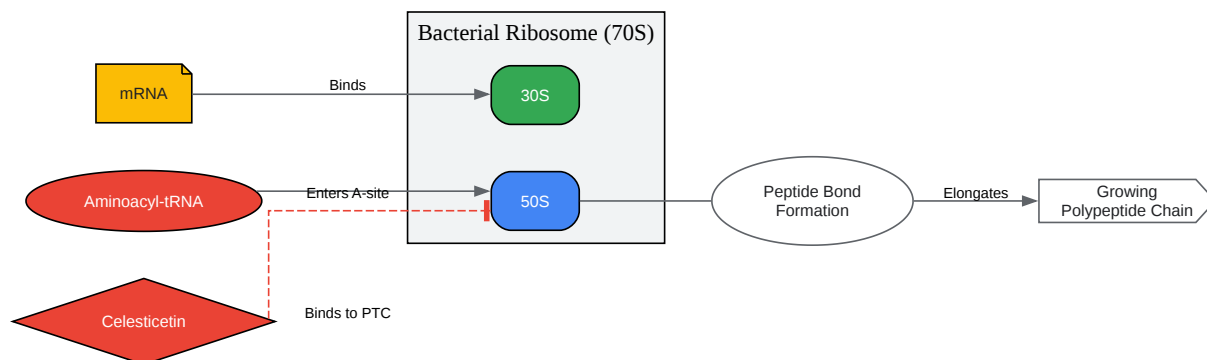 Bacterial Ribosome (70S)
mRNA
Binds
30S
Aminoacyl-tRNA
Enters A-site
50S
Peptide Bond
Formation
Elongates
Growing
Polypeptide Chain
Celesticetin
Binds to PTC